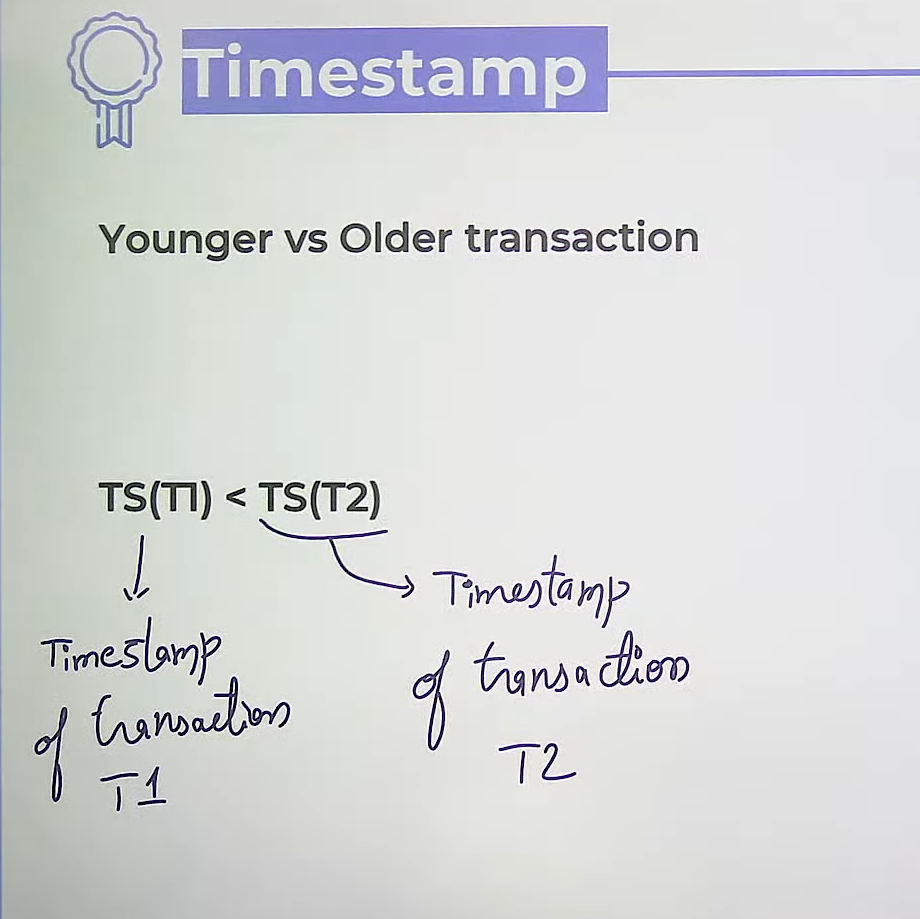 Timestamp
Younger vs Older transaction
TS(T1) < TS(T2)
Timestamp
of transaction
T1
Timestamp
of transaction
T2